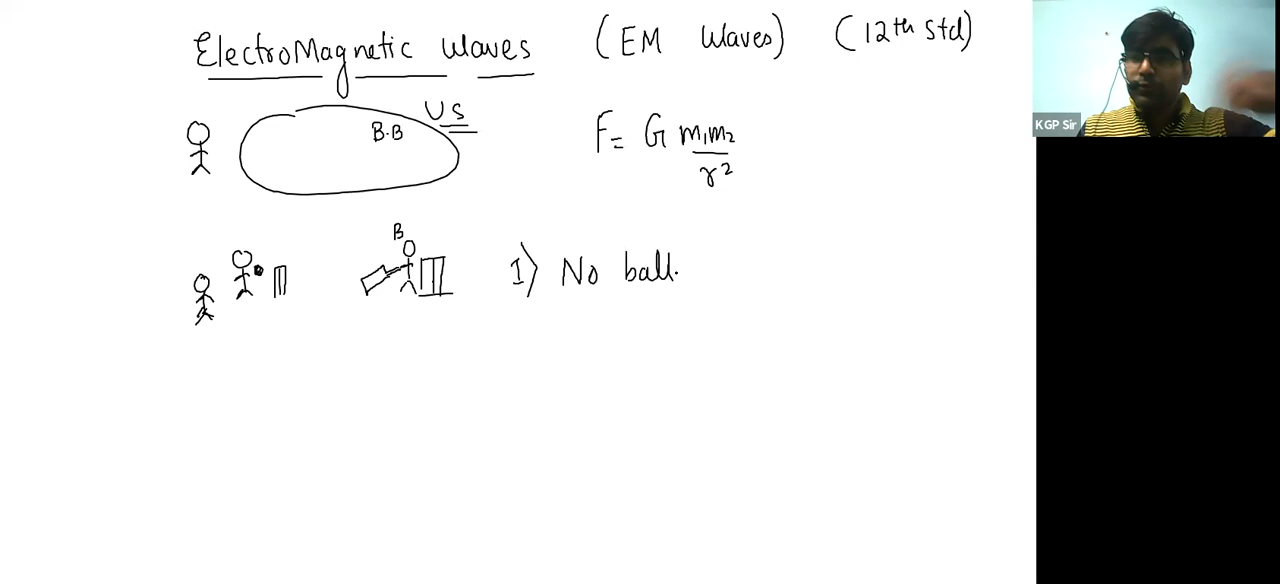 ElectroMagnetic Waves (EM Waves) (12th Std)
US
B.B
F = G m₁m₂ / r²
KGP Sir
B
1) No ball.